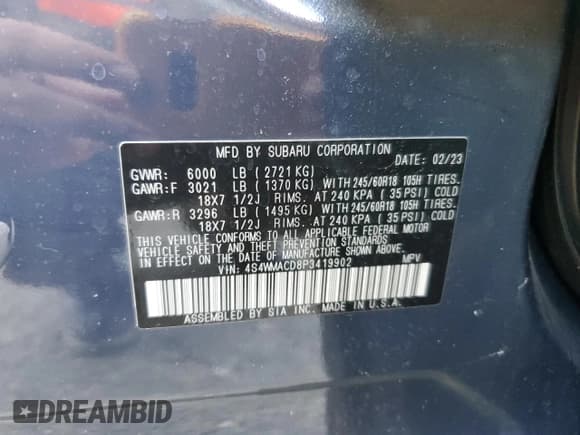 MFD BY SUBARU CORPORATION
DATE: 02/23
GVWR: 6000 LB ( 2721 KG)
GAWR:F 3021 LB ( 1370 KG) WITH 245/60R18 105H TIRES.
18X7 1/2J RIMS. AT 240 KPA ( 35 PSI) COLD
GAWR:R 3296 LB ( 1495 KG) WITH 245/60R18 105H TIRES.
18X7 1/2J RIMS. AT 240 KPA ( 35 PSI) COLD
THIS VEHICLE CONFORMS TO ALL APPLICABLE FEDERAL MOTOR
VEHICLE SAFETY AND THEFT PREVENTION STANDARDS
IN EFFECT ON THE DATE OF MANUFACTURE SHOWN ABOVE.
VIN: 4S4WMACD8P3419902 MPV
ASSEMBLED BY SIA INC. MADE IN U.S.A.
DREAMBID